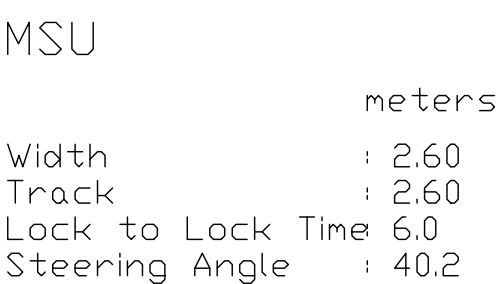 MSU
meters
Width : 2.60
Track : 2.60
Lock to Lock Time : 6.0
Steering Angle : 40.2